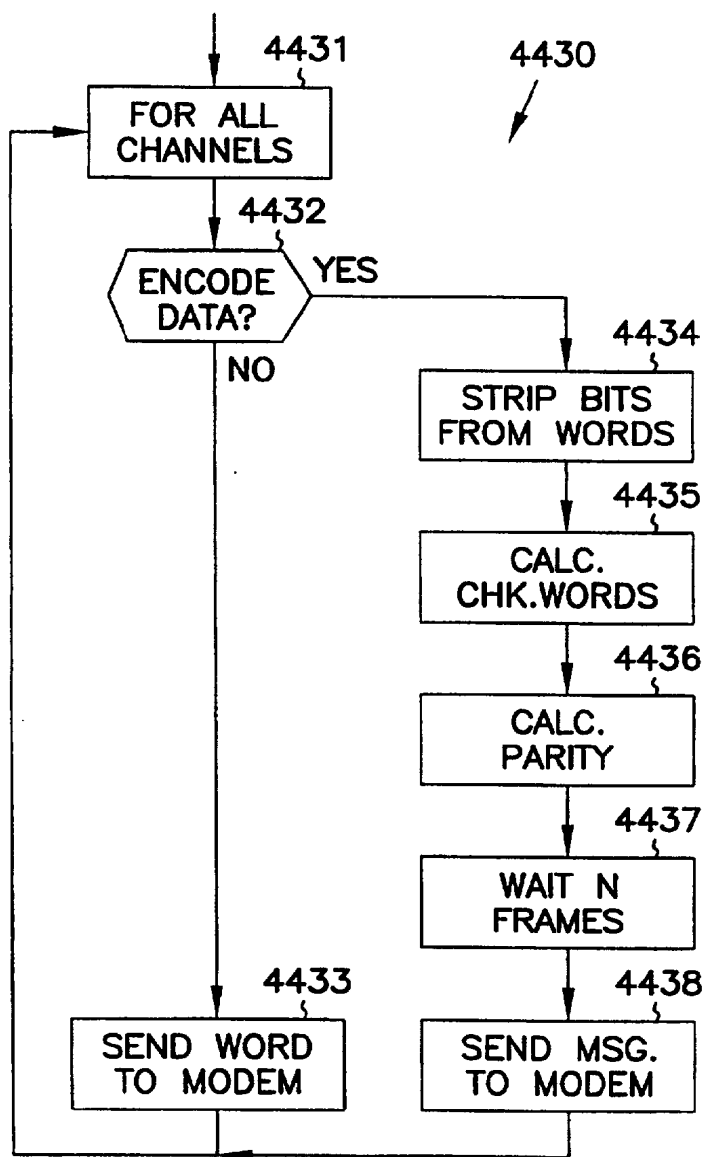 4431
4430
FOR ALL
CHANNELS
4432
ENCODE
DATA?
YES
NO
4434
STRIP BITS
FROM WORDS
4435
CALC.
CHK.WORDS
4436
CALC.
PARITY
4437
WAIT N
FRAMES
4433
SEND WORD
TO MODEM
4438
SEND MSG.
TO MODEM